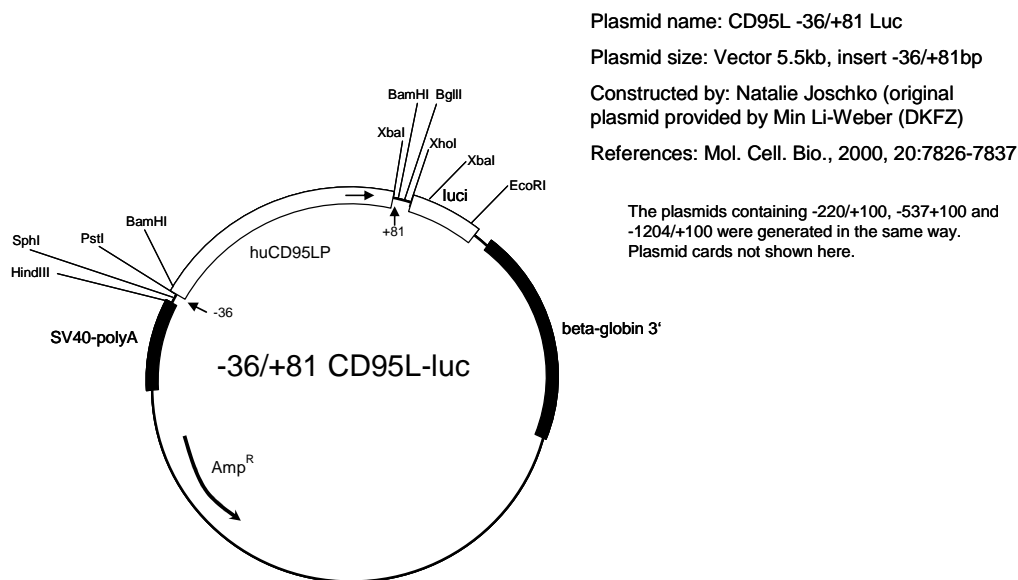 Plasmid name: CD95L -36/+81 Luc
Plasmid size: Vector 5.5kb, insert -36/+81bp
Constructed by: Natalie Joschko (original
plasmid provided by Min Li-Weber (DKFZ)
References: Mol. Cell. Bio., 2000, 20:7826-7837
The plasmids containing -220/+100, -537+100 and
-1204/+100 were generated in the same way.
Plasmid cards not shown here.
BamHI BglII
XbaI
XhoI
XbaI
EcoRI
luci
+81
BamHI
PstI
SphI
HindIII
huCD95LP
-36
SV40-polyA
beta-globin 3‘
-36/+81 CD95L-luc
AmpR